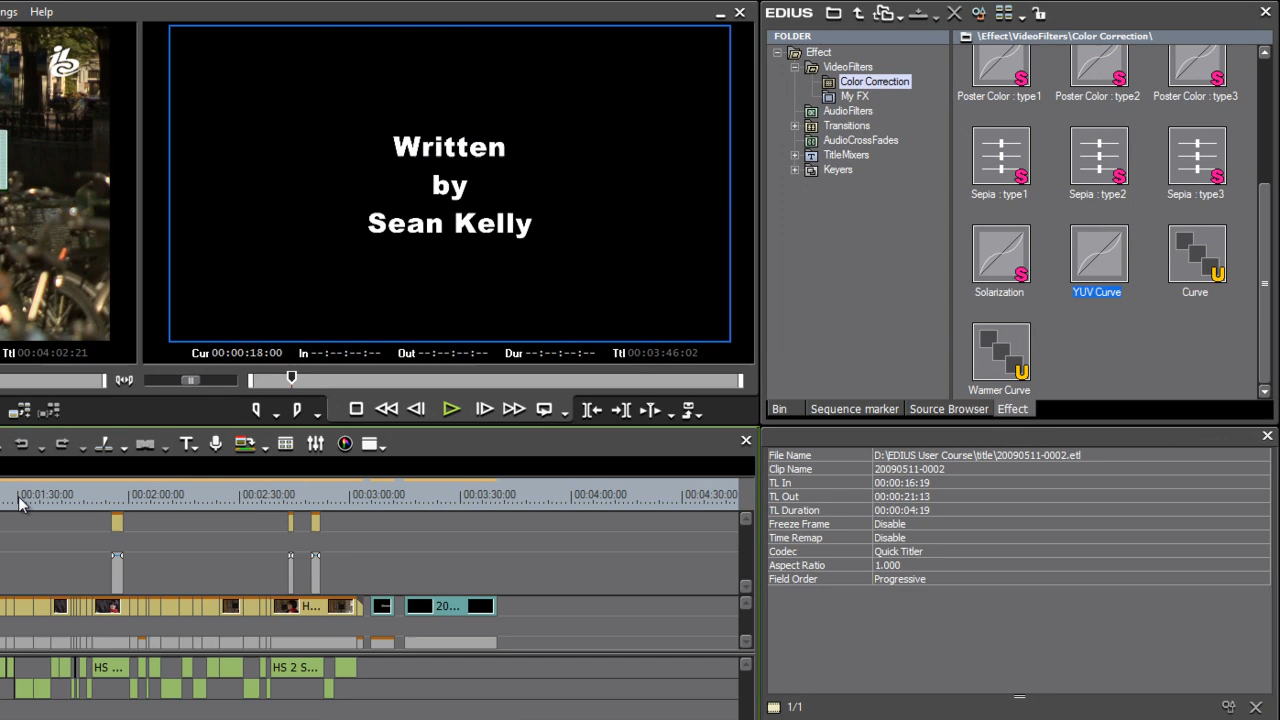 ngs Help
EDIUS
FOLDER
\Effect\VideoFilters\Color Correction\
Effect
VideoFilters
Color Correction
My FX
AudioFilters
Transitions
AudioCrossFades
TitleMixers
Keyers
Poster Color : type1 Poster Color : type2 Poster Color : type3
S S S
Sepia : type1 Sepia : type2 Sepia : type3
S U
Solarization YUV Curve Curve
U
Warmer Curve
Bin Sequence marker Source Browser Effect
Written
by
Sean Kelly
Ttl 00:04:02:21
Cur 00:00:18:00 In --:--:--:-- Out --:--:--:-- Dur --:--:--:-- Ttl 00:03:46:02
00:01:30:00 00:02:00:00 00:02:30:00 00:03:00:00 00:03:30:00 00:04:00:00 00:04:30:00
H... 20...
HS ... HS 2 S...
File Name D:\EDIUS User Course\title\20090511-0002.etl
Clip Name 20090511-0002
TL In 00:00:16:19
TL Out 00:00:21:13
TL Duration 00:00:04:19
Freeze Frame Disable
Time Remap Disable
Codec Quick Titler
Aspect Ratio 1.000
Field Order Progressive
1/1